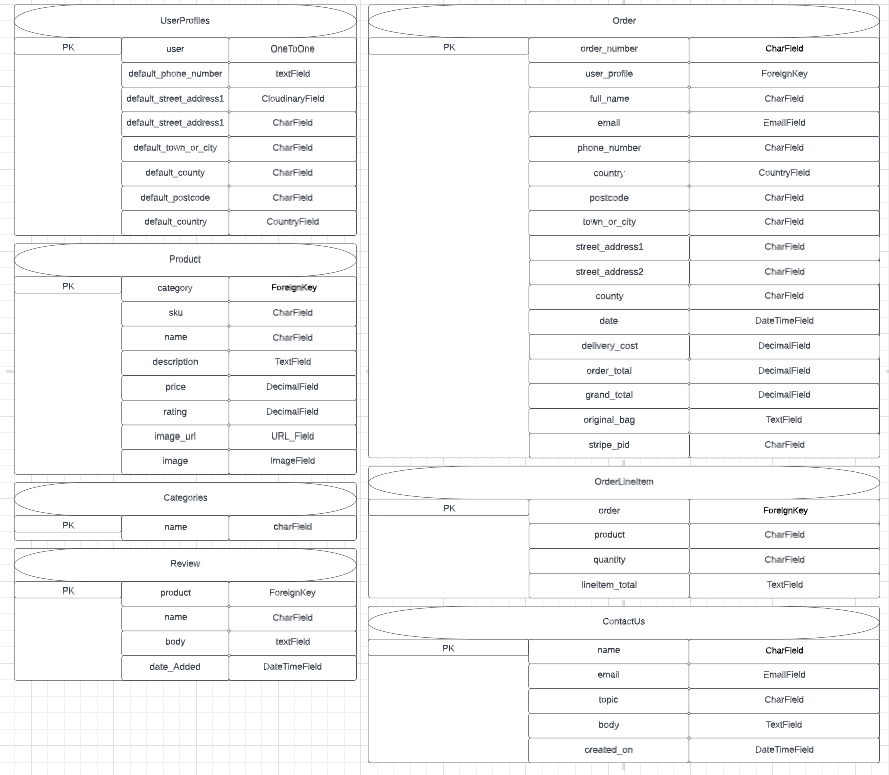 UserProfiles
PK user OneToOne
default_phone_number textField
default_street_address1 CloudinaryField
default_street_address1 CharField
default_town_or_city CharField
default_county CharField
default_postcode CharField
default_country CountryField
Product
PK category ForeignKey
sku CharField
name CharField
description TextField
price DecimalField
rating DecimalField
image_url URL_Field
image ImageField
Categories
PK name charField
Review
PK product ForeignKey
name CharField
body textField
date_Added DateTimeField
Order
PK order_number CharField
user_profile ForeignKey
full_name CharField
email EmailField
phone_number CharField
country CountryField
postcode CharField
town_or_city CharField
street_address1 CharField
street_address2 CharField
county CharField
date DateTimeField
delivery_cost DecimalField
order_total DecimalField
grand_total DecimalField
original_bag TextField
stripe_pid CharField
OrderLineItem
PK order ForeignKey
product CharField
quantity CharField
lineitem_total TextField
ContactUs
PK name CharField
email EmailField
topic CharField
body TextField
created_on DateTimeField